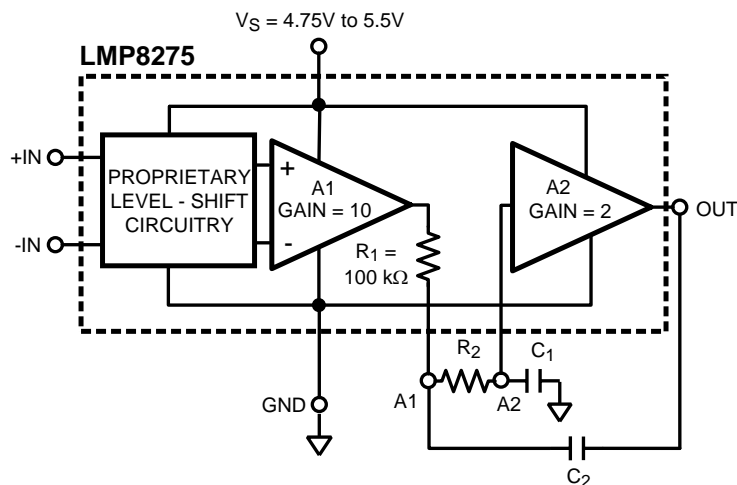 V_S = 4.75V to 5.5V
LMP8275
+IN
-IN
PROPRIETARY
LEVEL - SHIFT
CIRCUITRY
+
-
A1
GAIN = 10
R_1 =
100 kΩ
A2
GAIN = 2
OUT
R_2
C_1
A1
A2
GND
C_2